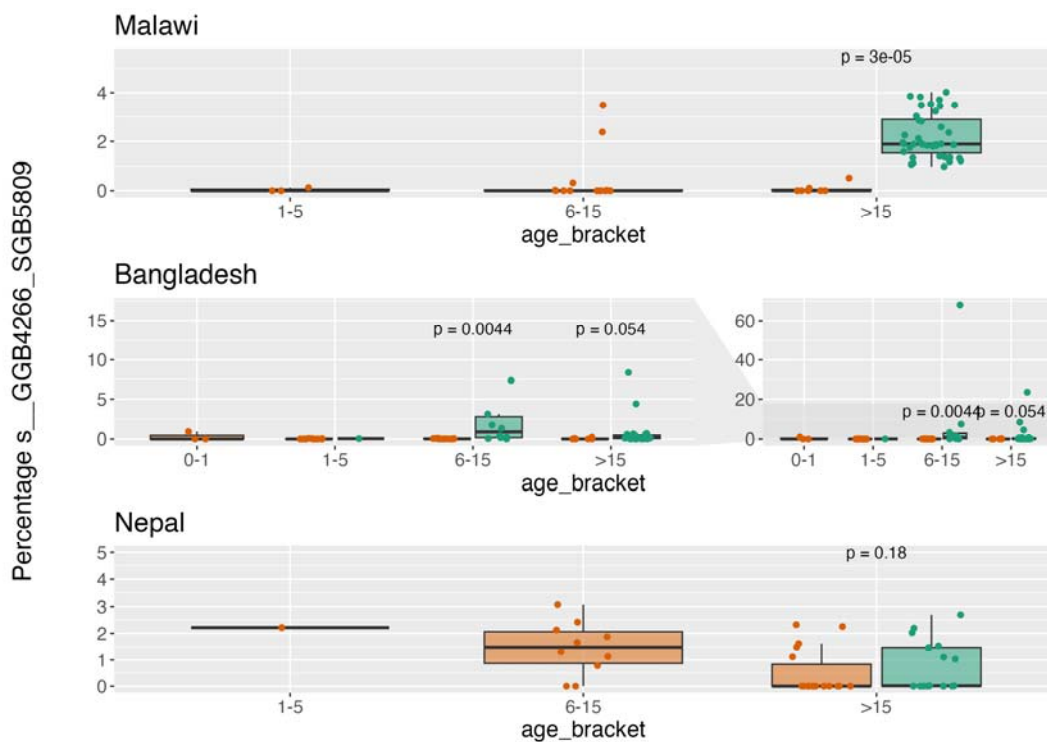 Percentage s__GGB4266_SGB5809
Malawi
p = 3e-05
4
2
0
1-5 6-15 >15
age_bracket
Bangladesh
15
10
5
0
p = 0.0044 p = 0.054
0-1 1-5 6-15 >15
age_bracket
60
40
20
0
p = 0.0044 p = 0.054
0-1 1-5 6-15 >15
Nepal
p = 0.18
5
4
3
2
1
0
1-5 6-15 >15
age_bracket